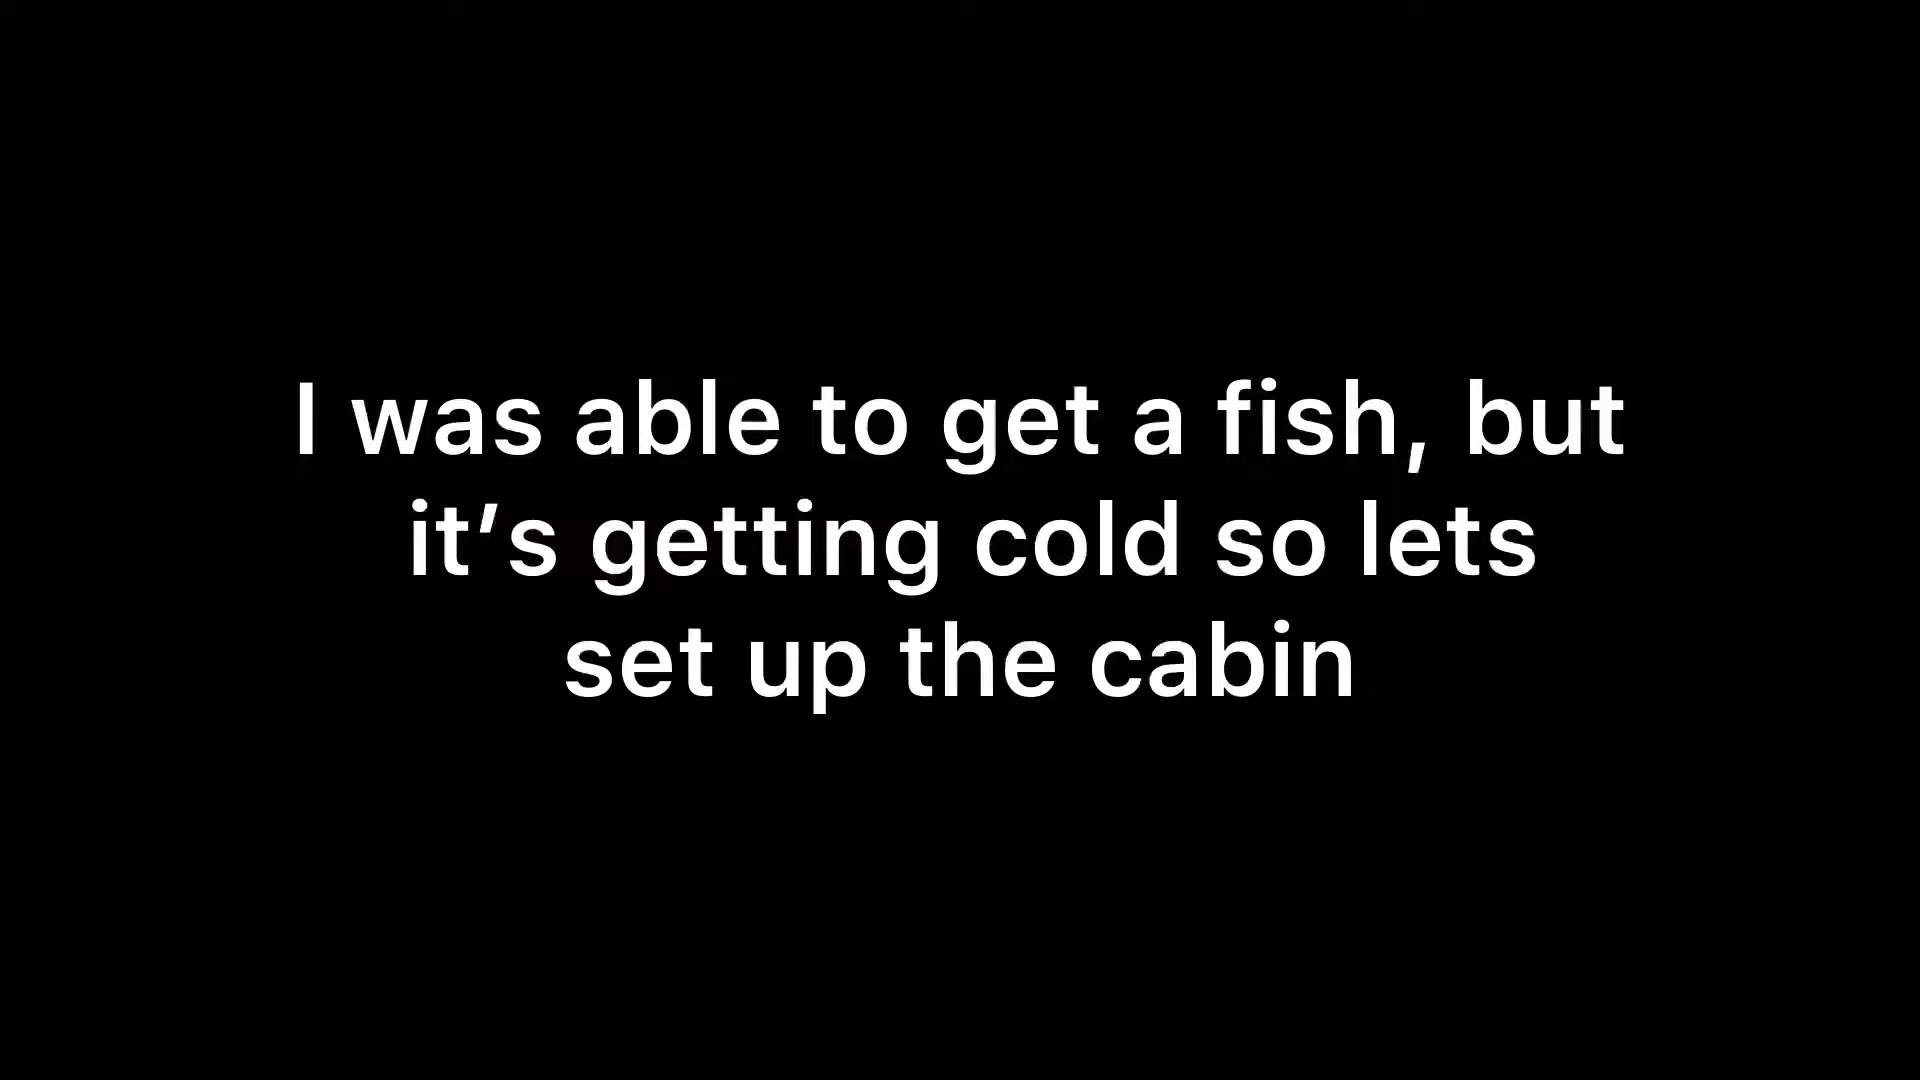 I was able to get a fish, but
it’s getting cold so lets
set up the cabin